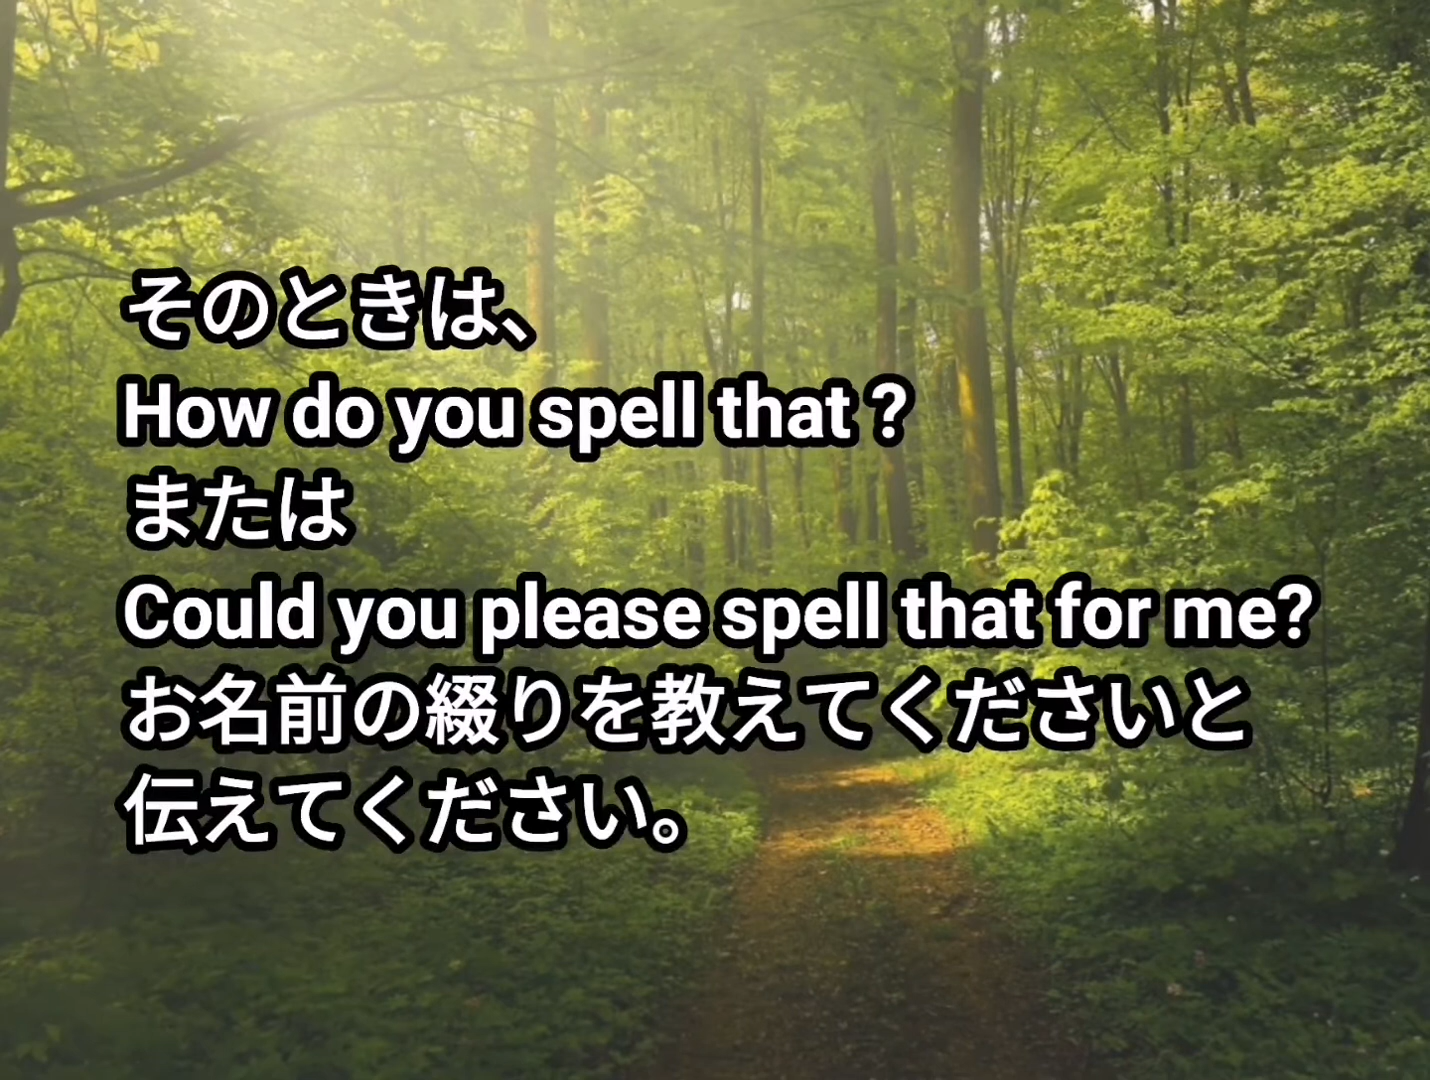 そのときは、
How do you spell that ?
または
Could you please spell that for me?
お名前の綴りを教えてくださいと
伝えてください。